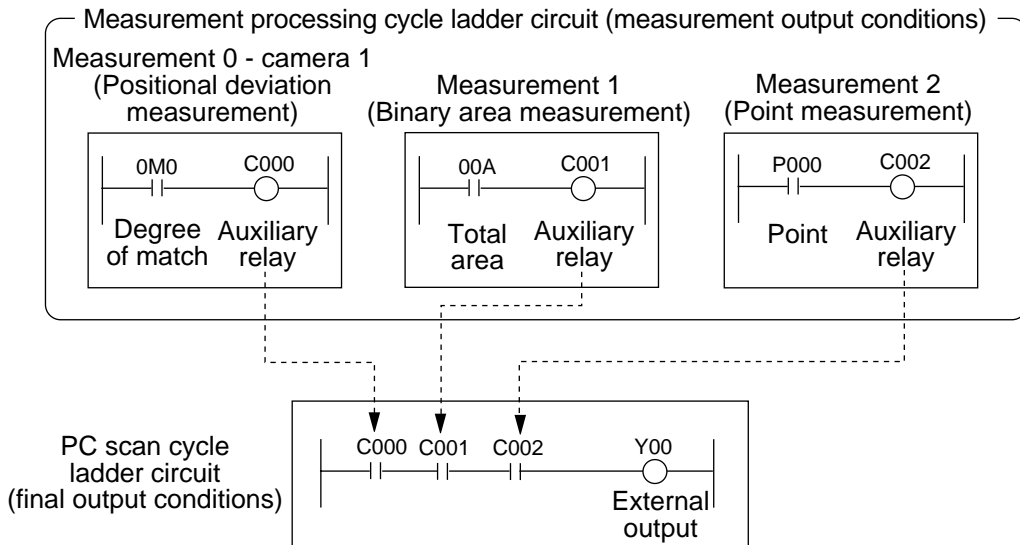 Measurement processing cycle ladder circuit (measurement output conditions)
Measurement 0 - camera 1
(Positional deviation
measurement)
0M0
C000
Degree
of match
Auxiliary
relay
Measurement 1
(Binary area measurement)
00A
C001
Total
area
Auxiliary
relay
Measurement 2
(Point measurement)
P000
C002
Point
Auxiliary
relay
PC scan cycle
ladder circuit
(final output conditions)
C000
C001
C002
Y00
External
output